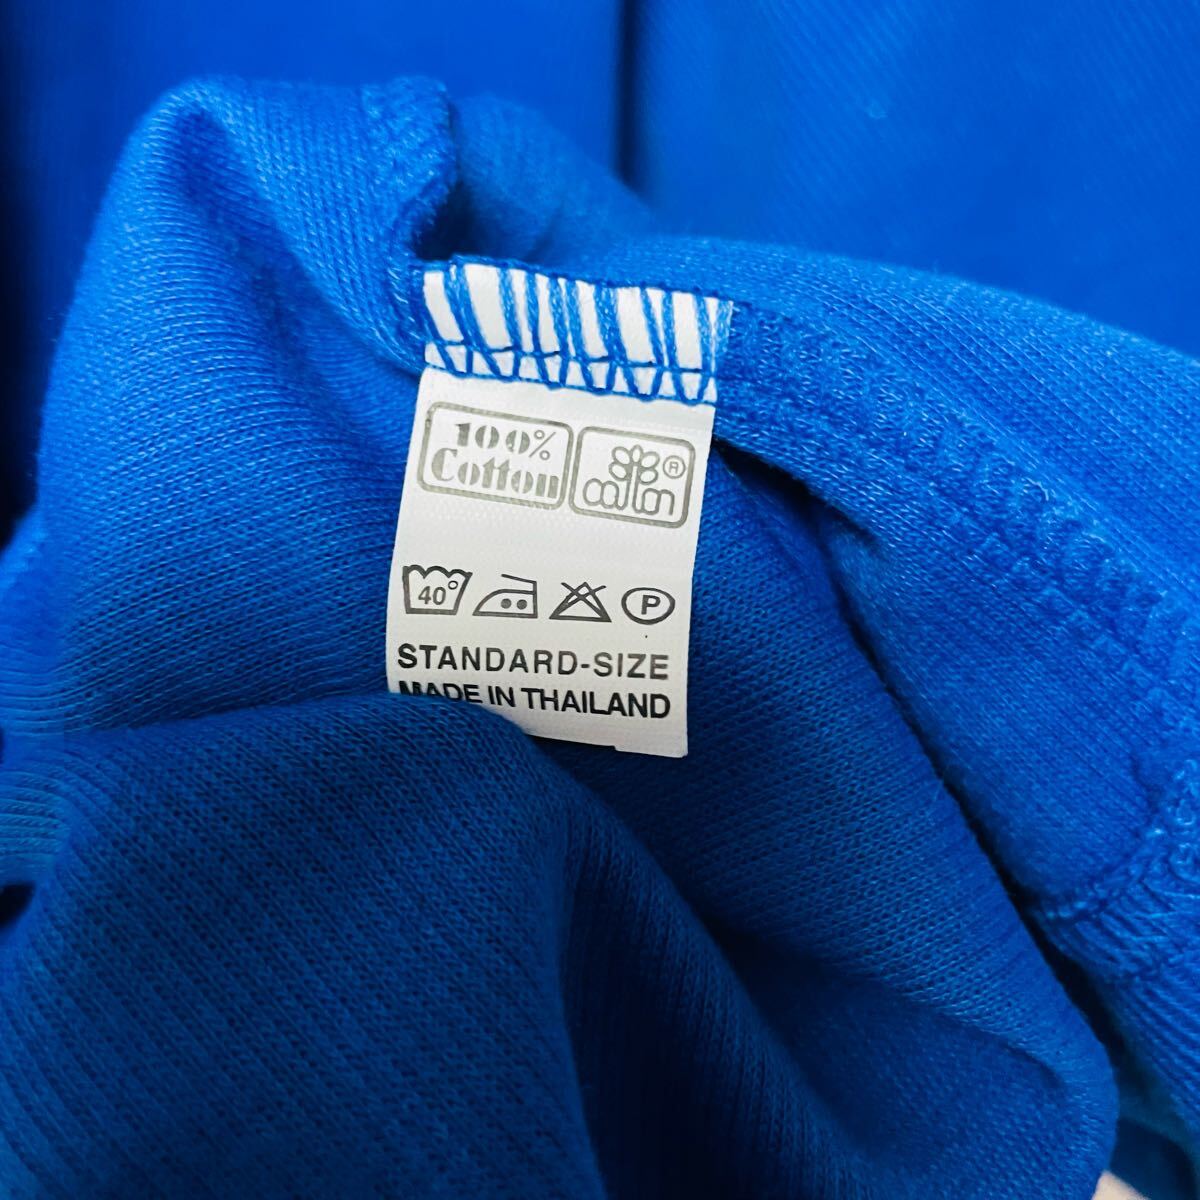 100%
Cotton
cotton ®
40° P
STANDARD-SIZE
MADE IN THAILAND